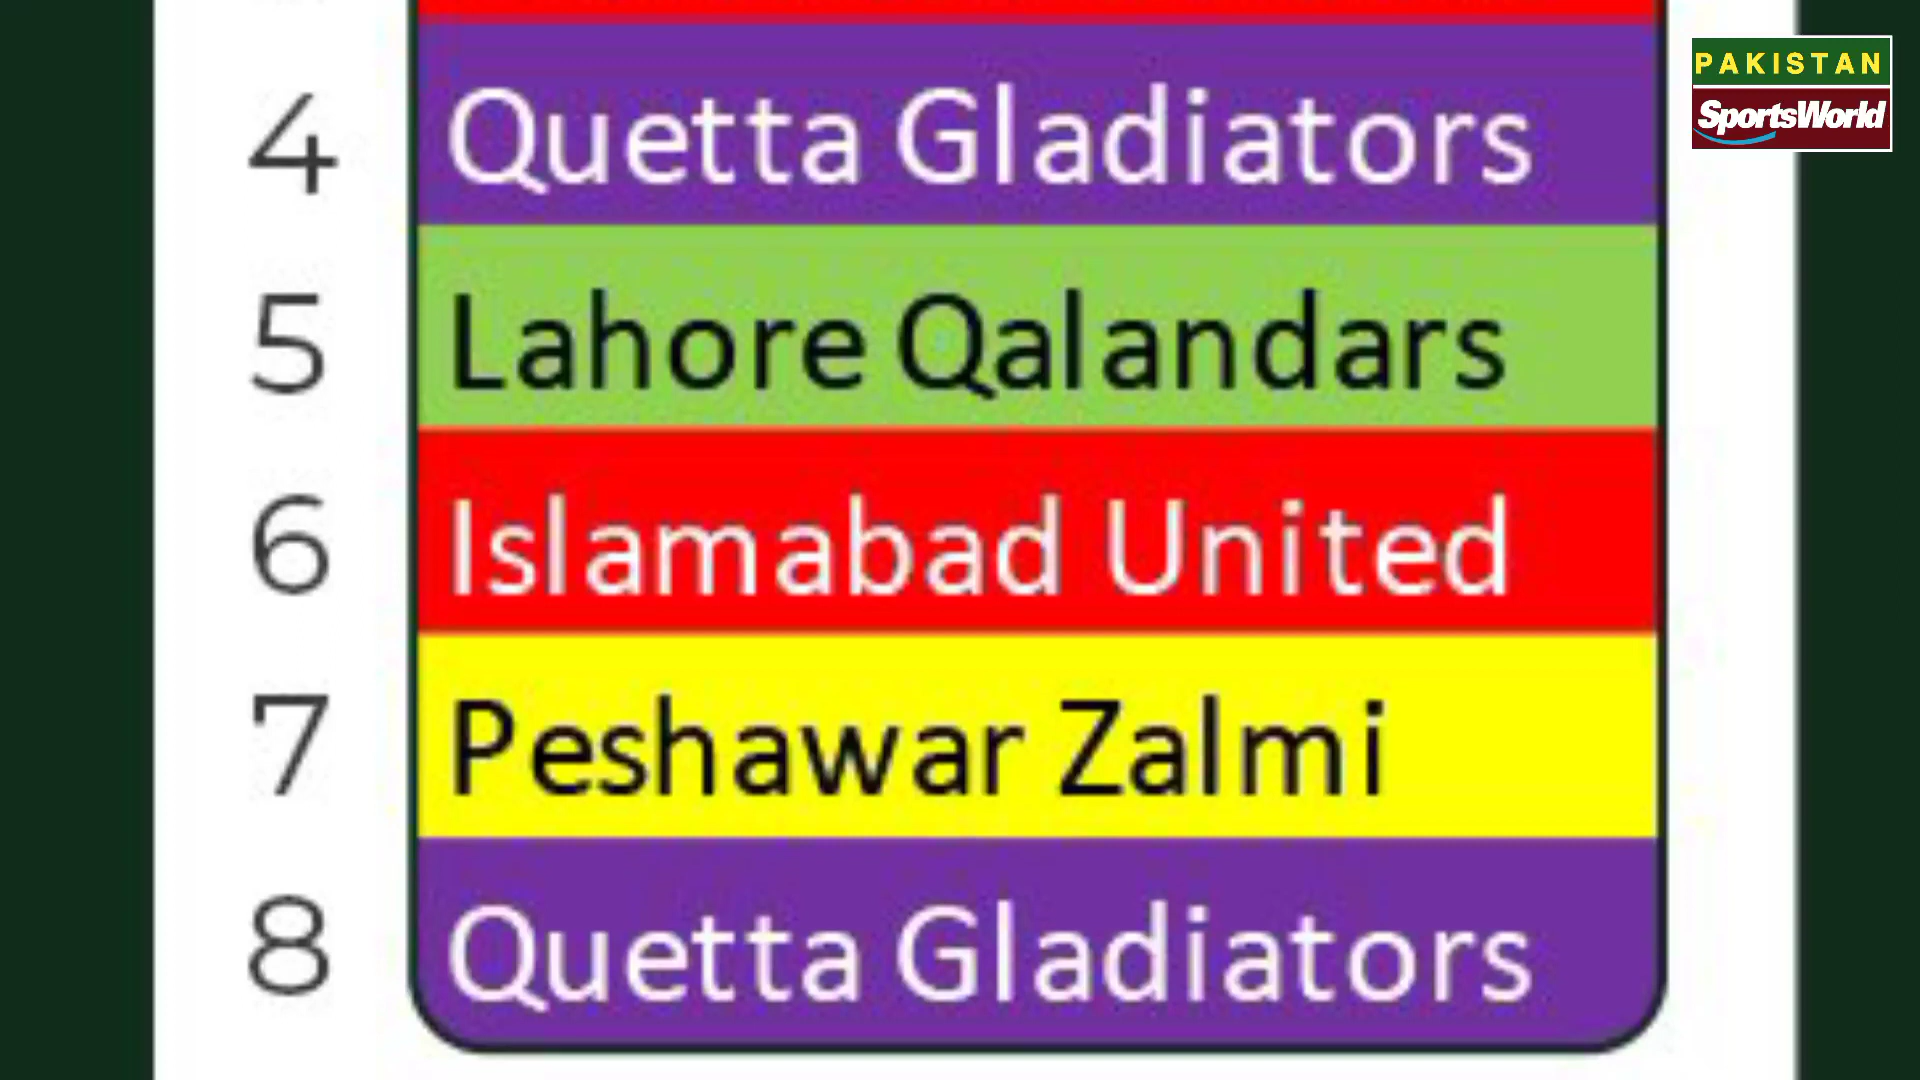 PAKISTAN
SportsWorld
4 Quetta Gladiators
5 Lahore Qalandars
6 Islamabad United
7 Peshawar Zalmi
8 Quetta Gladiators